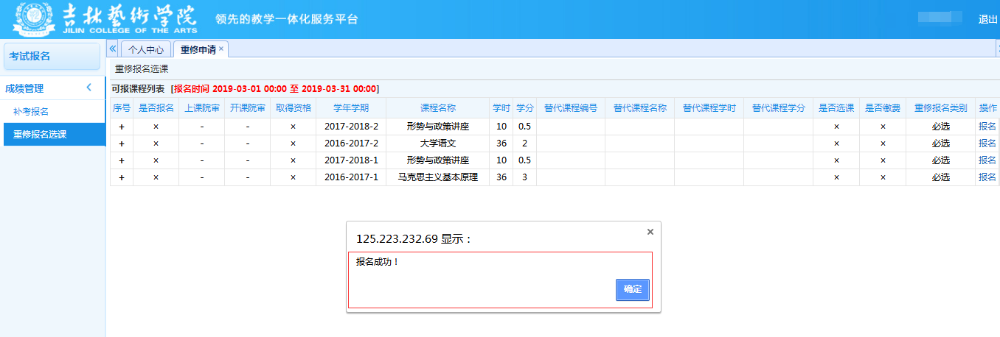 吉林藝術学院 领先的教学一体化服务平台 退出
JILIN COLLEGE OF THE ARTS
考试报名
个人中心 重修申请 ×
成绩管理
补考报名
重修报名选课
重修报名选课
可报课程列表 [报名时间 2019-03-01 00:00 至 2019-03-31 00:00]
序号 是否报名 上课院审 开课院审 取得资格 学年学期 课程名称 学时 学分 替代课程编号 替代课程名称 替代课程学时 替代课程学分 是否选课 是否缴费 重修报名类别 操作
+ × - - × 2017-2018-2 形势与政策讲座 10 0.5 × × 必选 报名
+ × - - × 2016-2017-2 大学语文 36 2 × × 必选 报名
+ × - - × 2017-2018-1 形势与政策讲座 10 0.5 × × 必选 报名
+ × - - × 2016-2017-1 马克思主义基本原理 36 3 × × 必选 报名
125.223.232.69 显示：
报名成功！
确定